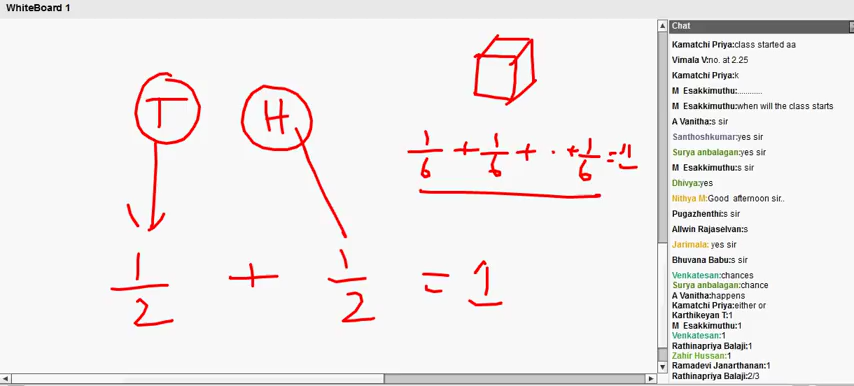 WhiteBoard 1
T H
1/6 + 1/6 + . + 1/6 = 1
1/2 + 1/2 = 1
Chat
Kamatchi Priya:class started aa
Vimala V:no. at 2.25
Kamatchi Priya:k
M Esakkimuthu:............
M Esakkimuthu:when will the class starts
A Vanitha:s sir
Santhoshkumar:yes sir
Surya anbalagan:yes sir
M Esakkimuthu:s sir
Dhivya:yes
Nithya M:Good afternoon sir..
Pugazhenthi:s sir
Allwin Rajaselvan:s
Jarimala: yes sir
Bhuvana Babu:s sir
Venkatesan:chances
Surya anbalagan:chance
A Vanitha:happens
Kamatchi Priya:either or
Karthikeyan T:1
M Esakkimuthu:1
Venkatesan:1
Rathinapriya Balaji:1
Zahir Hussan:1
Ramadevi Janarthanan:1
Rathinapriya Balaji:2/3